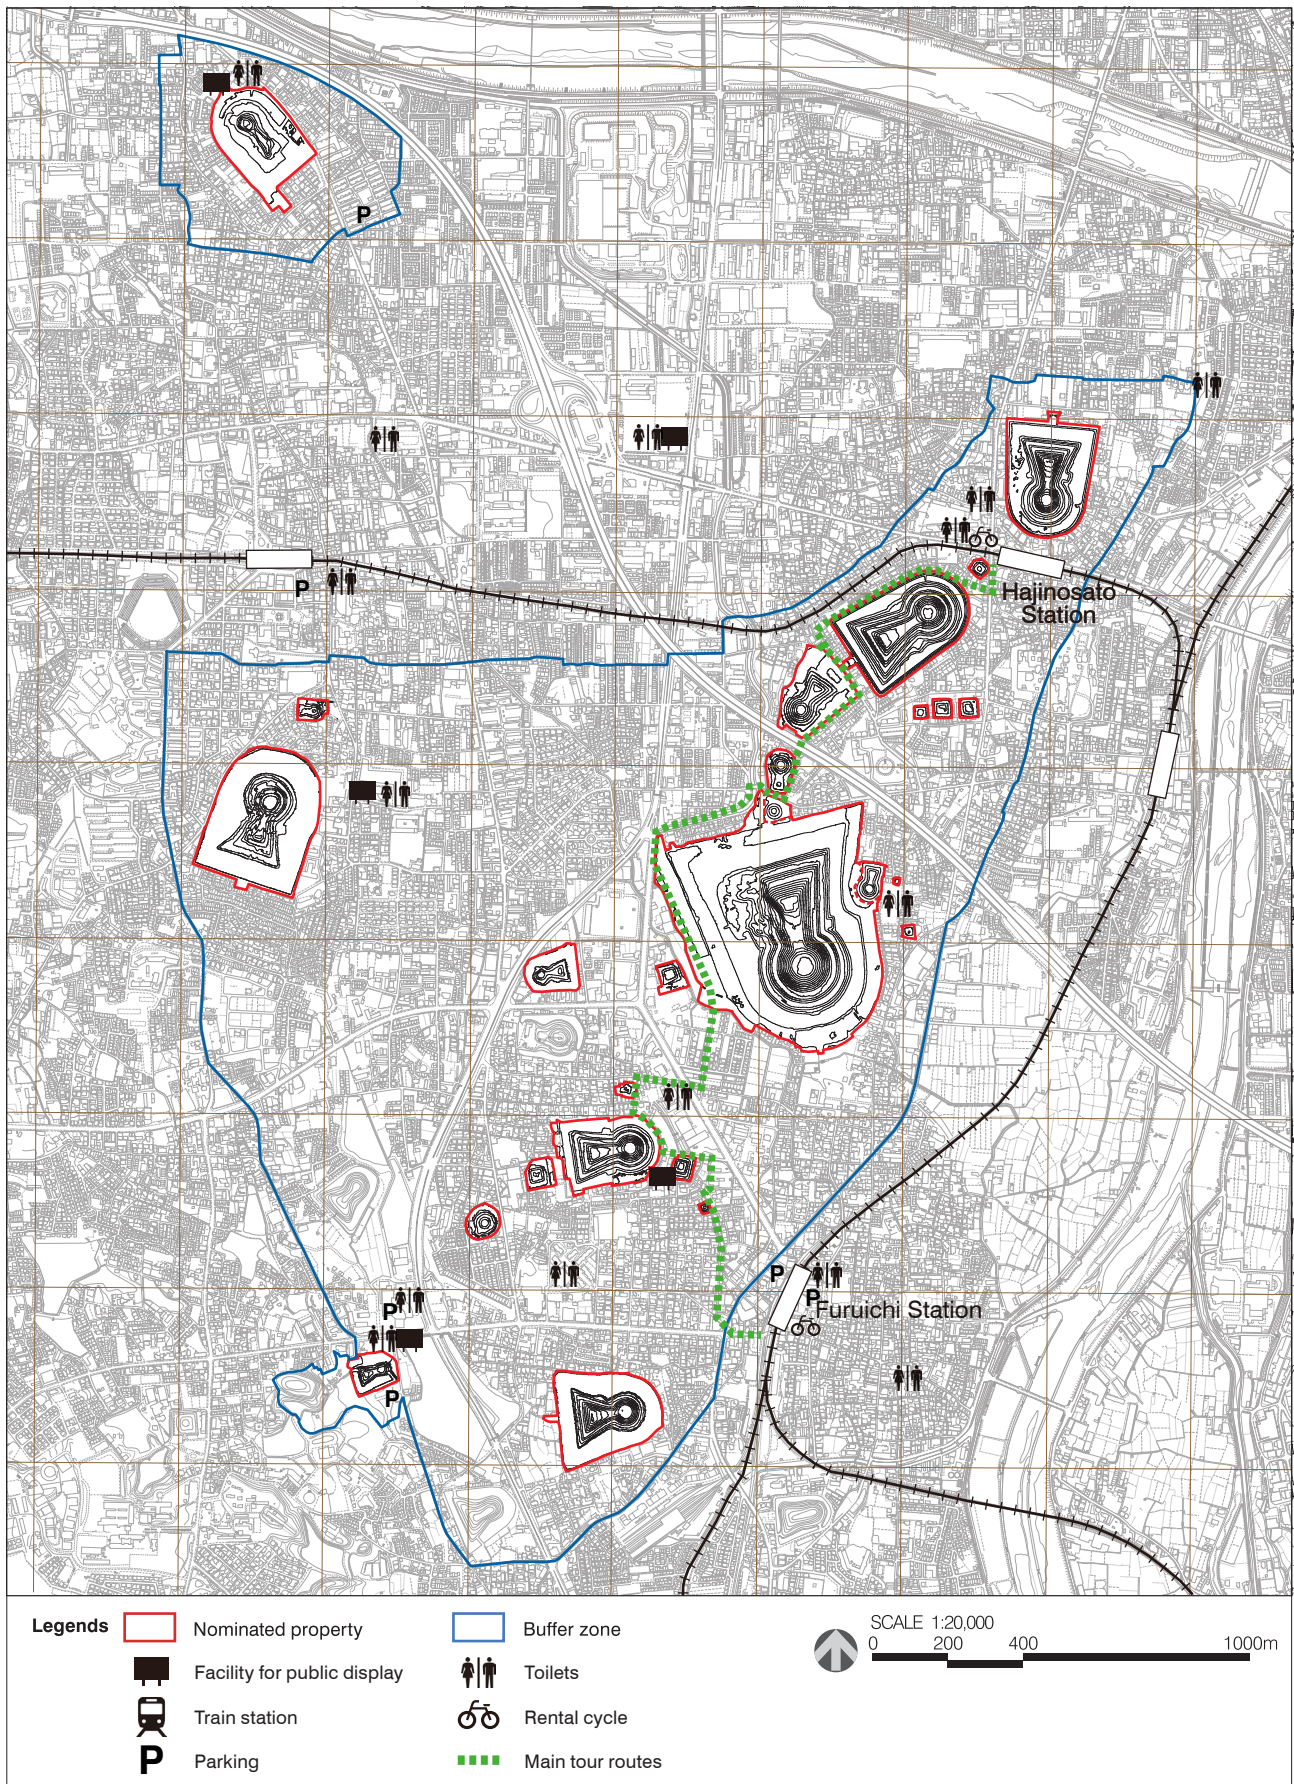 P
P
Hajinosato
Station
P
P
Furuichi Station
P
P
Legends
Nominated property
Buffer zone
SCALE 1:20,000
0 200 400 1000m
Facility for public display
Toilets
Train station
Rental cycle
P Parking
Main tour routes